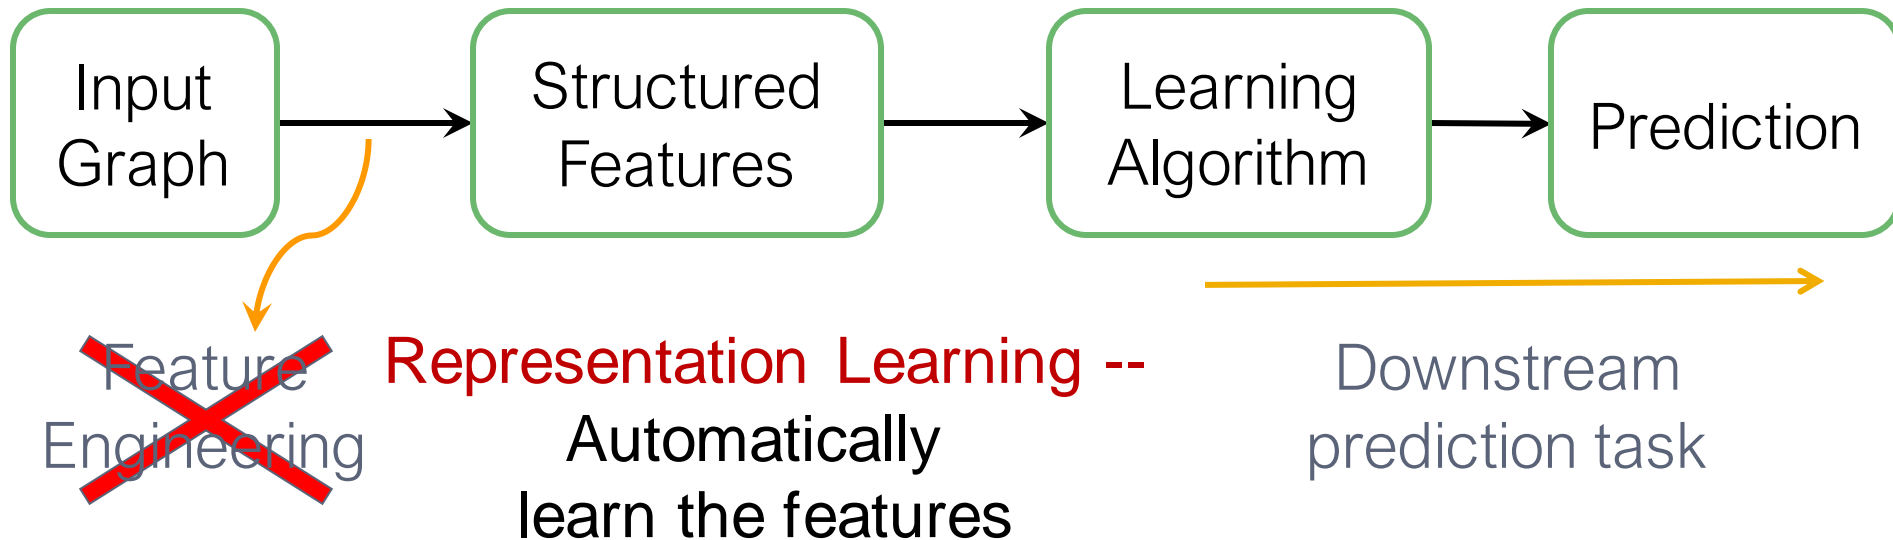 Input
Graph
Structured
Features
Learning
Algorithm
Prediction
Feature
Engineering
Representation Learning --
Automatically
learn the features
Downstream
prediction task